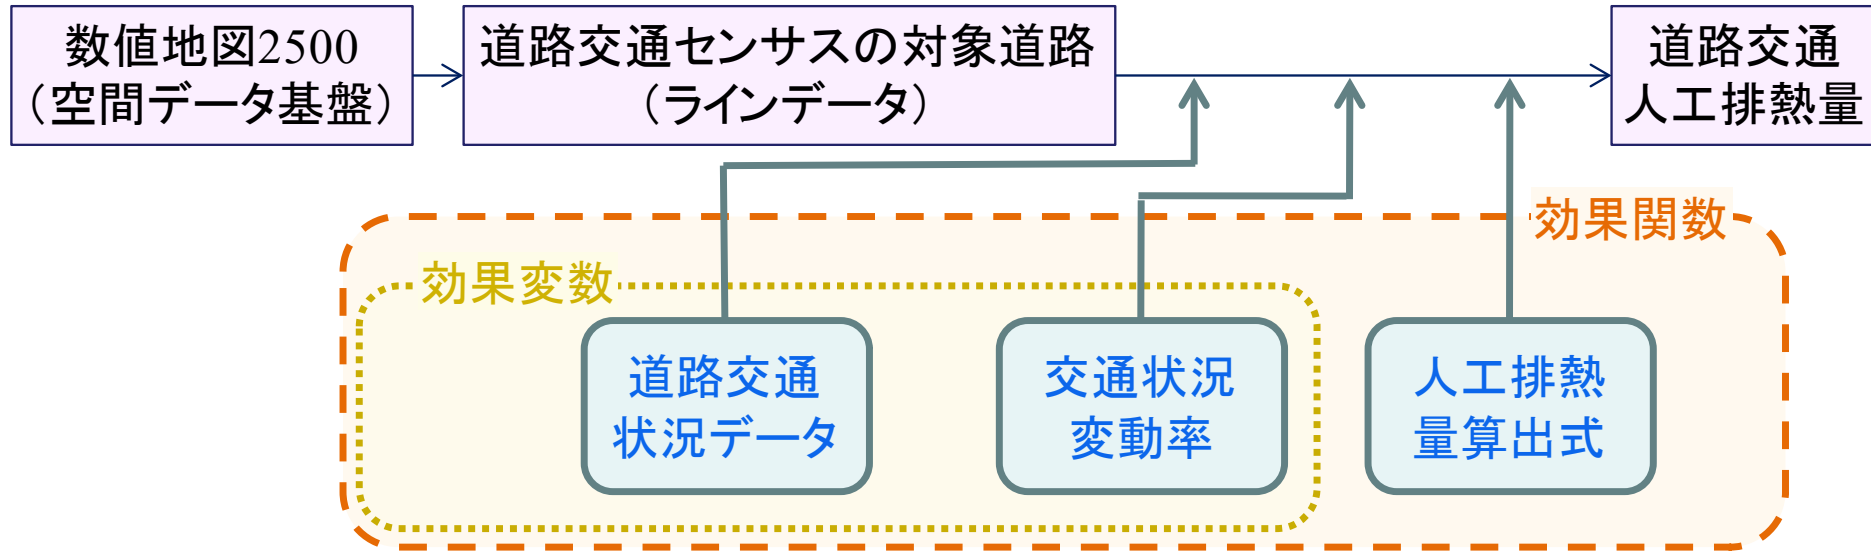 数値地図2500
（空間データ基盤）
道路交通センサスの対象道路
（ラインデータ）
道路交通
人工排熱量
効果関数
効果変数
道路交通
状況データ
交通状況
変動率
人工排熱
量算出式